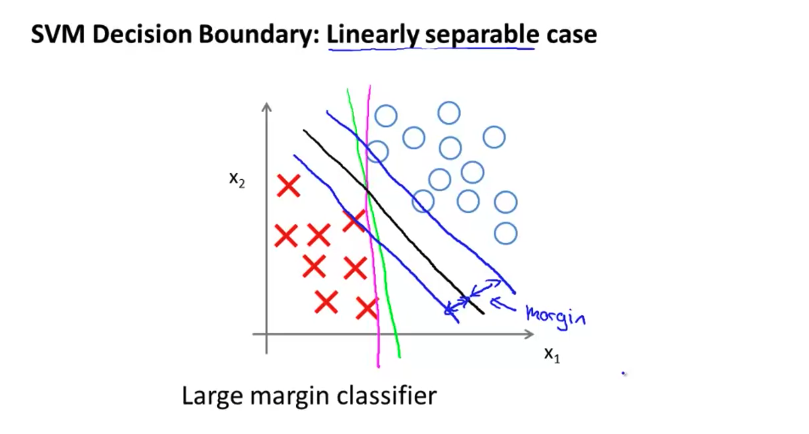 SVM Decision Boundary: Linearly separable case
x₂
margin
x₁
Large margin classifier